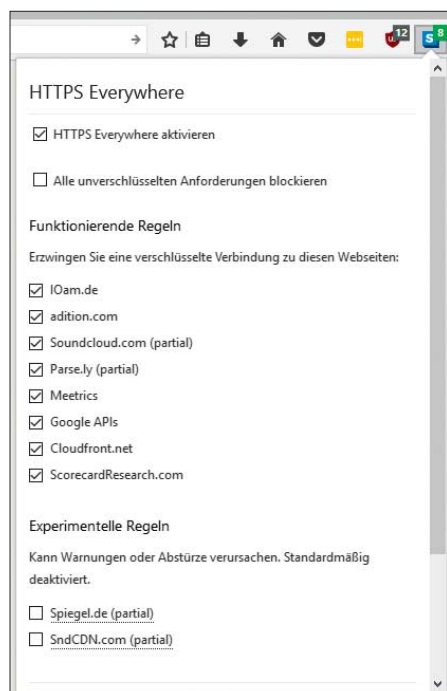 12
S 8
HTTPS Everywhere
HTTPS Everywhere aktivieren
Alle unverschlüsselten Anforderungen blockieren
Funktionierende Regeln
Erzwingen Sie eine verschlüsselte Verbindung zu diesen Webseiten:
IOam.de
adition.com
Soundcloud.com (partial)
Parse.ly (partial)
Meetrics
Google APIs
Cloudfront.net
ScorecardResearch.com
Experimentelle Regeln
Kann Warnungen oder Abstürze verursachen. Standardmäßig
deaktiviert.
Spiegel.de (partial)
SndCDN.com (partial)